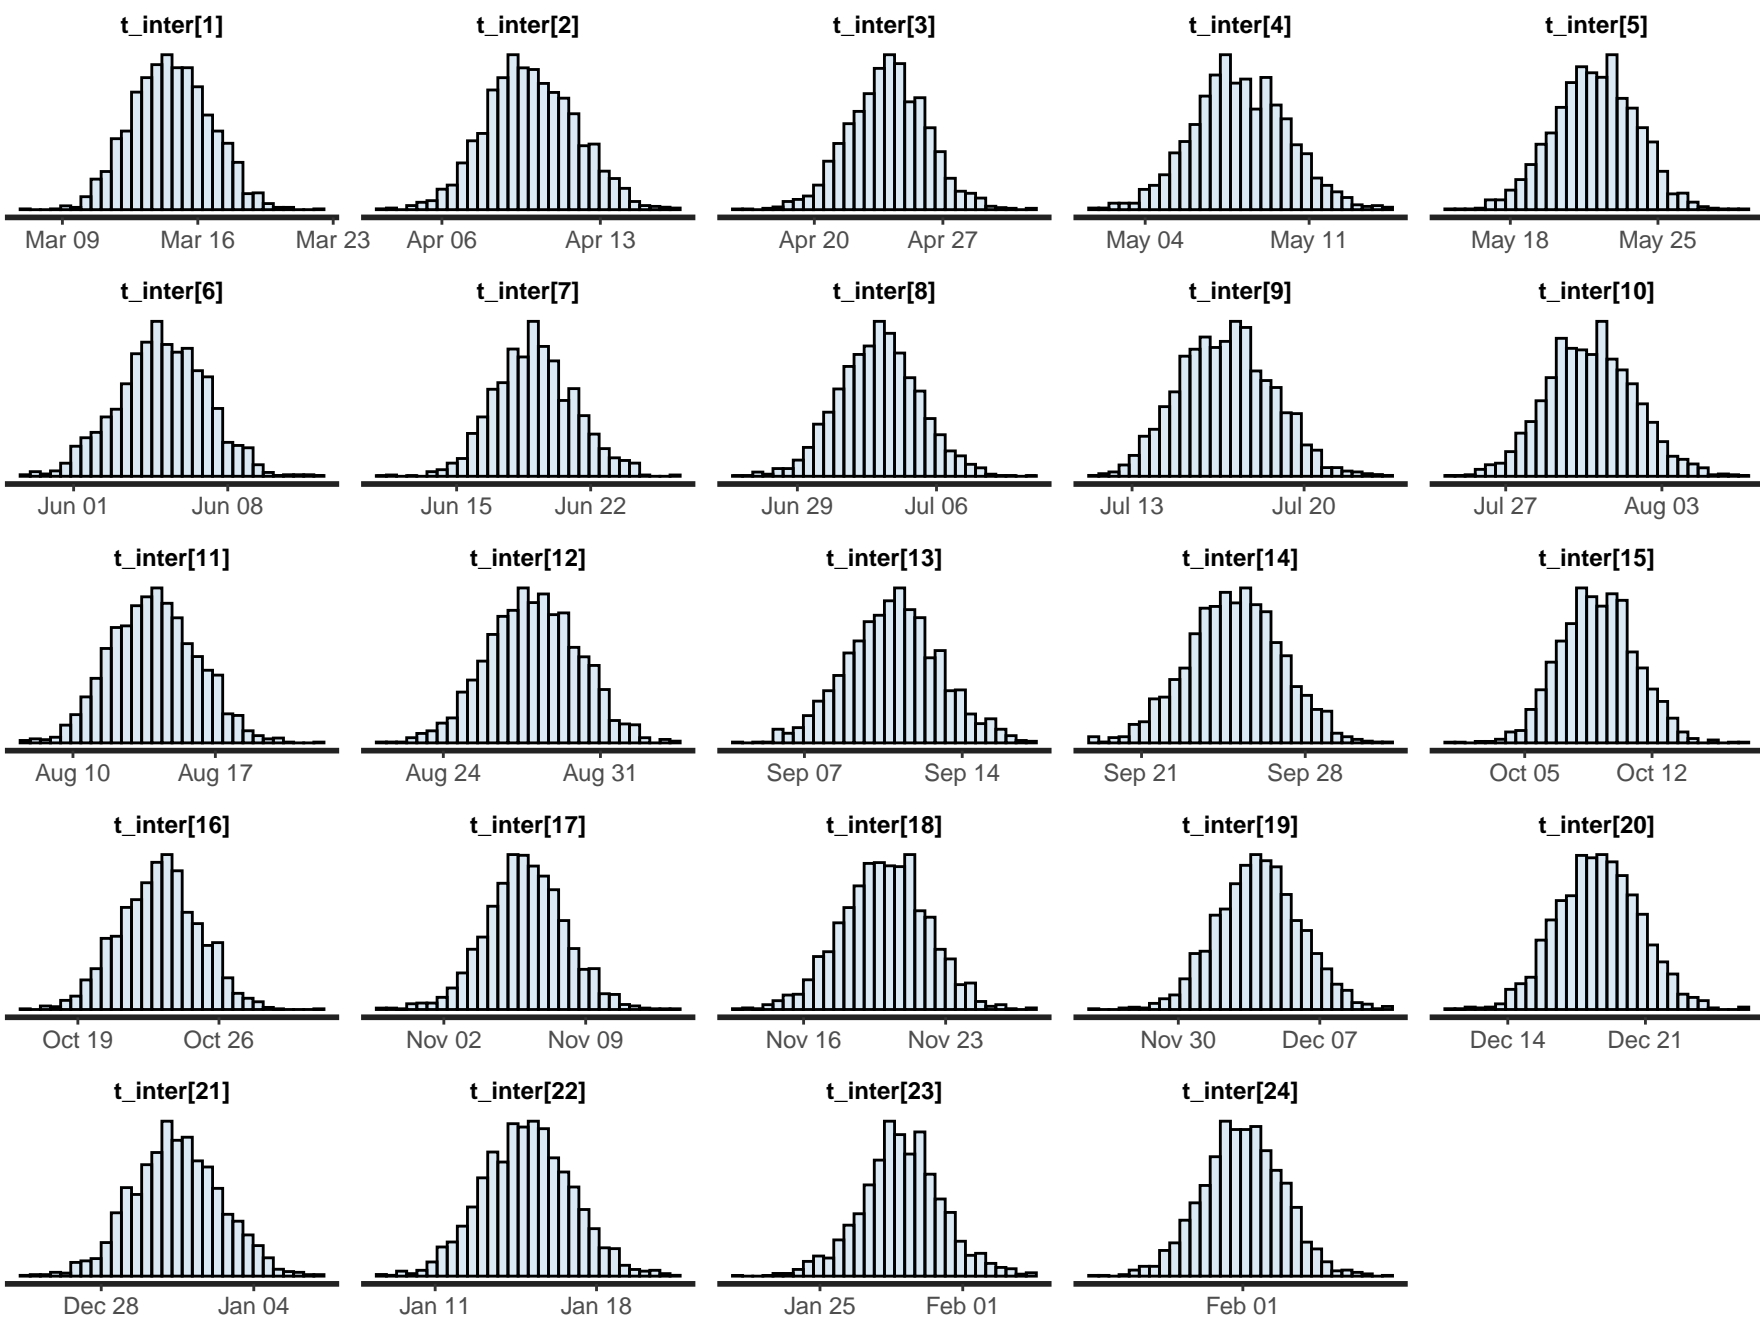 t_inter[1] t_inter[2] t_inter[3] t_inter[4] t_inter[5]
Mar 09 Mar 16 Mar 23 Apr 06 Apr 13 Apr 20 Apr 27 May 04 May 11 May 18 May 25
t_inter[6] t_inter[7] t_inter[8] t_inter[9] t_inter[10]
Jun 01 Jun 08 Jun 15 Jun 22 Jun 29 Jul 06 Jul 13 Jul 20 Jul 27 Aug 03
t_inter[11] t_inter[12] t_inter[13] t_inter[14] t_inter[15]
Aug 10 Aug 17 Aug 24 Aug 31 Sep 07 Sep 14 Sep 21 Sep 28 Oct 05 Oct 12
t_inter[16] t_inter[17] t_inter[18] t_inter[19] t_inter[20]
Oct 19 Oct 26 Nov 02 Nov 09 Nov 16 Nov 23 Nov 30 Dec 07 Dec 14 Dec 21
t_inter[21] t_inter[22] t_inter[23] t_inter[24]
Dec 28 Jan 04 Jan 11 Jan 18 Jan 25 Feb 01 Feb 01